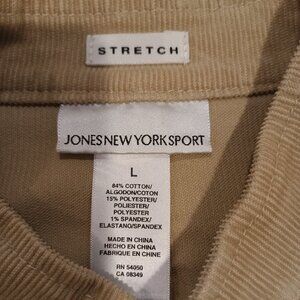 STRETCH
JONES NEW YORK SPORT
L
84% COTTON/
ALGODON/COTON
15% POLYESTER/
POLIESTER/
POLYESTER
1% SPANDEX/
ELASTANO/SPANDEX
MADE IN CHINA
HECHO EN CHINA
FABRIQUE EN CHINE
RN 54050
CA 08349